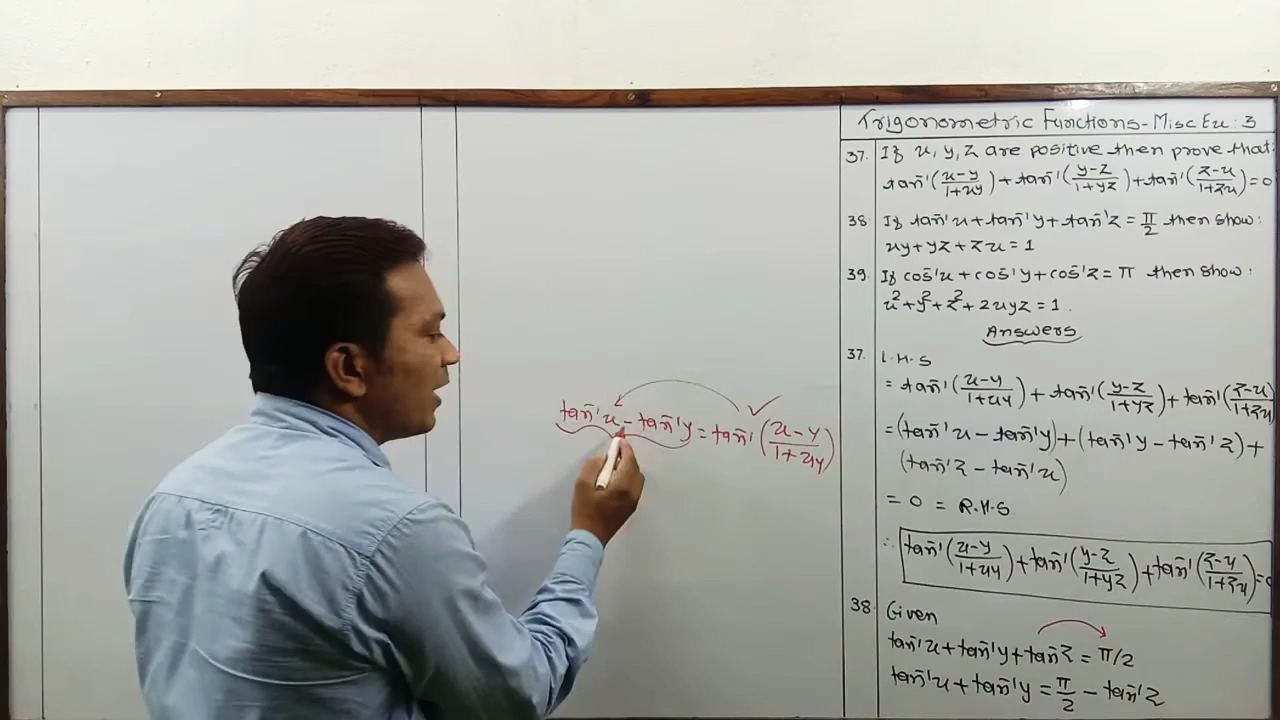 Trigonometric Functions - Misc Ex : 3
37. If x, y, z are positive then prove that:
tan⁻¹(x-y/1+xy) + tan⁻¹(y-z/1+yz) + tan⁻¹(z-x/1+zx) = 0
38. If tan⁻¹x + tan⁻¹y + tan⁻¹z = π/2 then show:
xy + yz + zx = 1
39. If cos⁻¹x + cos⁻¹y + cos⁻¹z = π then show:
x² + y² + z² + 2xyz = 1.
Answers
37. L.H.S
= tan⁻¹(x-y/1+xy) + tan⁻¹(y-z/1+yz) + tan⁻¹(z-x/1+zx)
= (tan⁻¹x - tan⁻¹y) + (tan⁻¹y - tan⁻¹z) +
(tan⁻¹z - tan⁻¹x)
= 0 = R.H.S
∴ tan⁻¹(x-y/1+xy) + tan⁻¹(y-z/1+yz) + tan⁻¹(z-x/1+zx) = 0
38 Given
tan⁻¹x + tan⁻¹y + tan⁻¹z = π/2
tan⁻¹x + tan⁻¹y = π/2 - tan⁻¹z
tan⁻¹x - tan⁻¹y = tan⁻¹(x-y/1+xy)